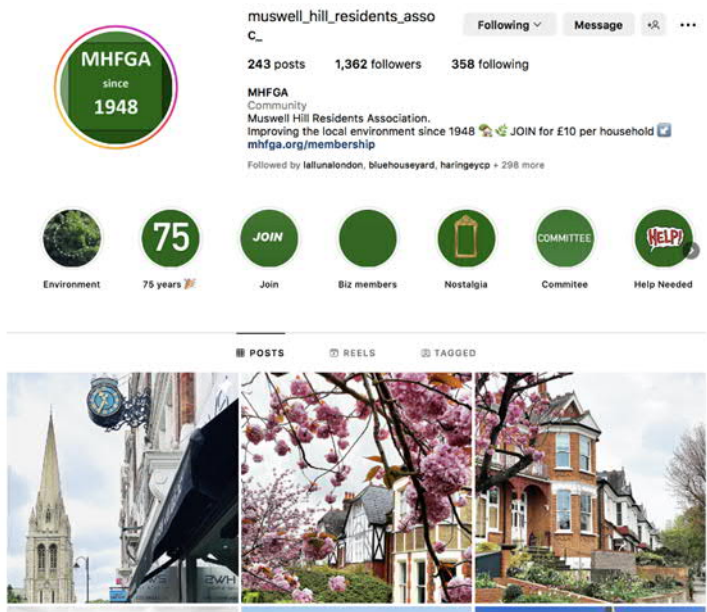 muswell_hill_residents_asso
c_
Following
Message
243 posts 1,362 followers 358 following
MHFGA
since
1948
MHFGA
Community
Muswell Hill Residents Association.
Improving the local environment since 1948 🏡🌿 JOIN for £10 per household ↙️
mhfga.org/membership
Followed by lallunalondon, bluehouseyard, haringeycp + 298 more
75
JOIN
COMMITTEE
HELP!
Environment
75 years 🎉
Join
Biz members
Nostalgia
Commitee
Help Needed
POSTS
REELS
TAGGED